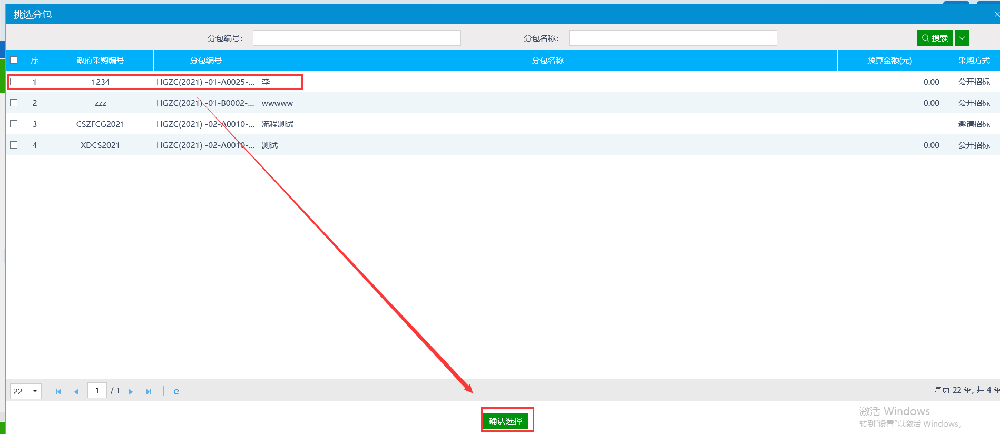 挑选分包
分包编号： 分包名称： 搜索
序 政府采购编号 分包编号 分包名称 预算金额(元) 采购方式
1 1234 HGZC(2021) -01-A0025-... 李 0.00 公开招标
2 zzz HGZC(2021) -01-B0002-... wwwww 0.00 公开招标
3 CSZFCG2021 HGZC(2021) -02-A0010-... 流程测试 邀请招标
4 XDCS2021 HGZC(2021) -02-A0010-... 测试 0.00 公开招标
22 1 / 1 每页 22 条, 共 4 条
确认选择
激活 Windows
转到“设置”以激活 Windows。